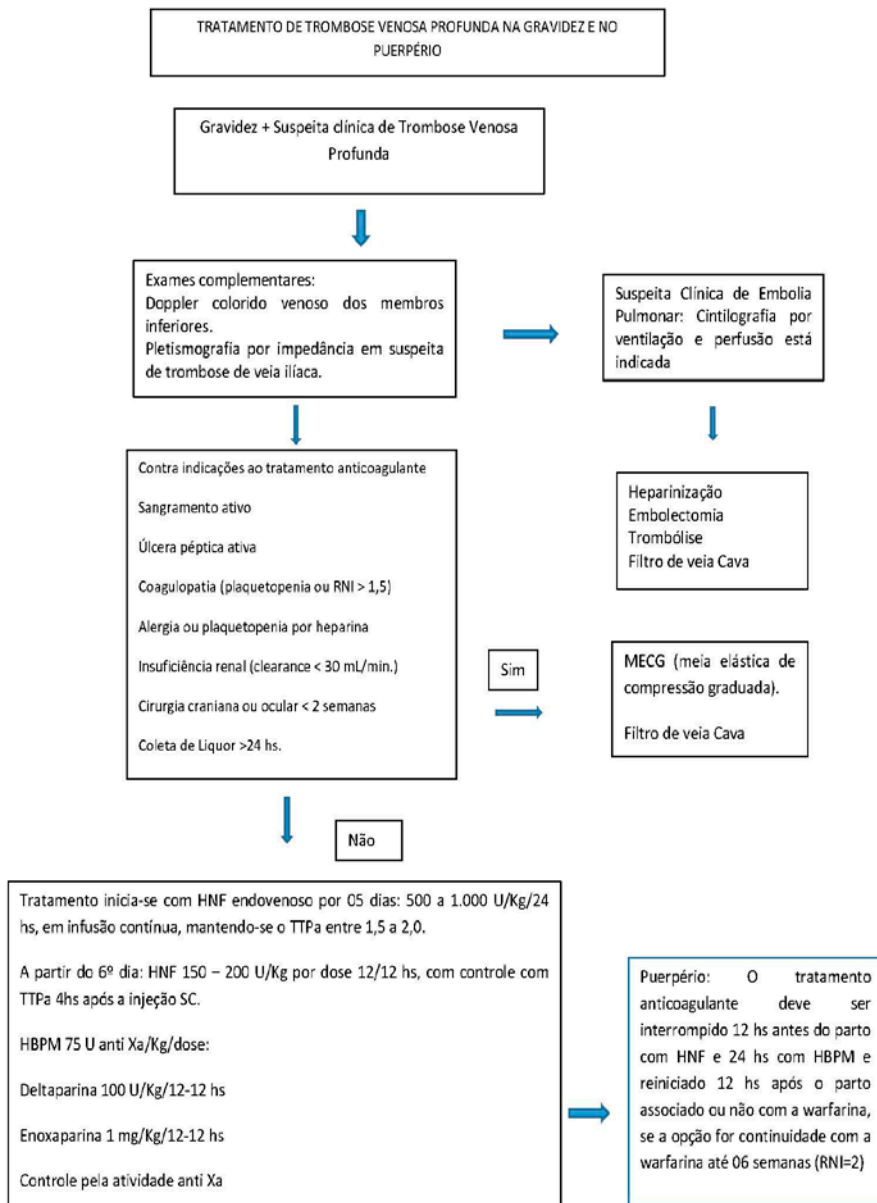 TRATAMENTO DE TROMBOSE VENOSA PROFUNDA NA GRAVIDEZ E NO
PUERPÉRIO
Gravidez + Suspeita clínica de Trombose Venosa
Profunda
Exames complementares:
Doppler colorido venoso dos membros
inferiores.
Pletismografia por impedância em suspeita
de trombose de veia ilíaca.
Suspeita Clínica de Embolia
Pulmonar: Cintilografia por
ventilação e perfusão está
indicada
Heparinização
Embolectomia
Trombólise
Filtro de veia Cava
Contra indicações ao tratamento anticoagulante
Sangramento ativo
Úlcera péptica ativa
Coagulopatia (plaquetopenia ou RNI > 1,5)
Alergia ou plaquetopenia por heparina
Insuficiência renal (clearance < 30 mL/min.)
Cirurgia craniana ou ocular < 2 semanas
Coleta de Liquor >24 hs.
Sim
MECG (meia elástica de
compressão graduada).
Filtro de veia Cava
Não
Tratamento inicia-se com HNF endovenoso por 05 dias: 500 a 1.000 U/Kg/24
hs, em infusão contínua, mantendo-se o TTPa entre 1,5 a 2,0.
A partir do 6º dia: HNF 150 – 200 U/Kg por dose 12/12 hs, com controle com
TTPa 4hs após a injeção SC.
HBPM 75 U anti Xa/Kg/dose:
Deltaparina 100 U/Kg/12-12 hs
Enoxaparina 1 mg/Kg/12-12 hs
Controle pela atividade anti Xa
Puerpério: O tratamento
anticoagulante deve ser
interrompido 12 hs antes do parto
com HNF e 24 hs com HBPM e
reiniciado 12 hs após o parto
associado ou não com a warfarina,
se a opção for continuidade com a
warfarina até 06 semanas (RNI=2)